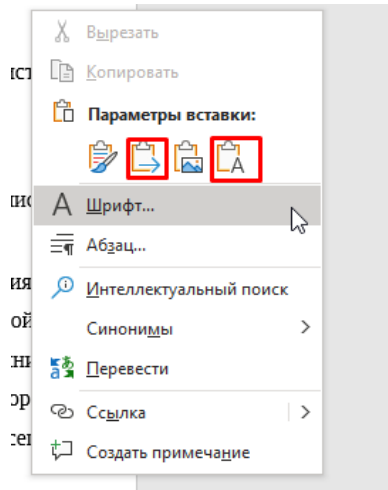 Вырезать
Копировать
Параметры вставки:
Шрифт...
Абзац...
Интеллектуальный поиск
Синонимы
Перевести
Ссылка
Создать примечание